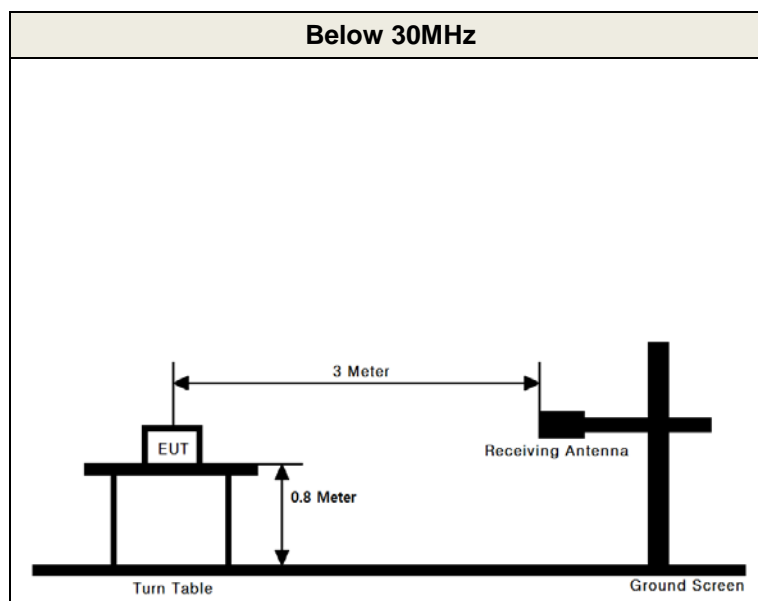 Below 30MHz
3 Meter
EUT
Receiving Antenna
0.8 Meter
Turn Table
Ground Screen